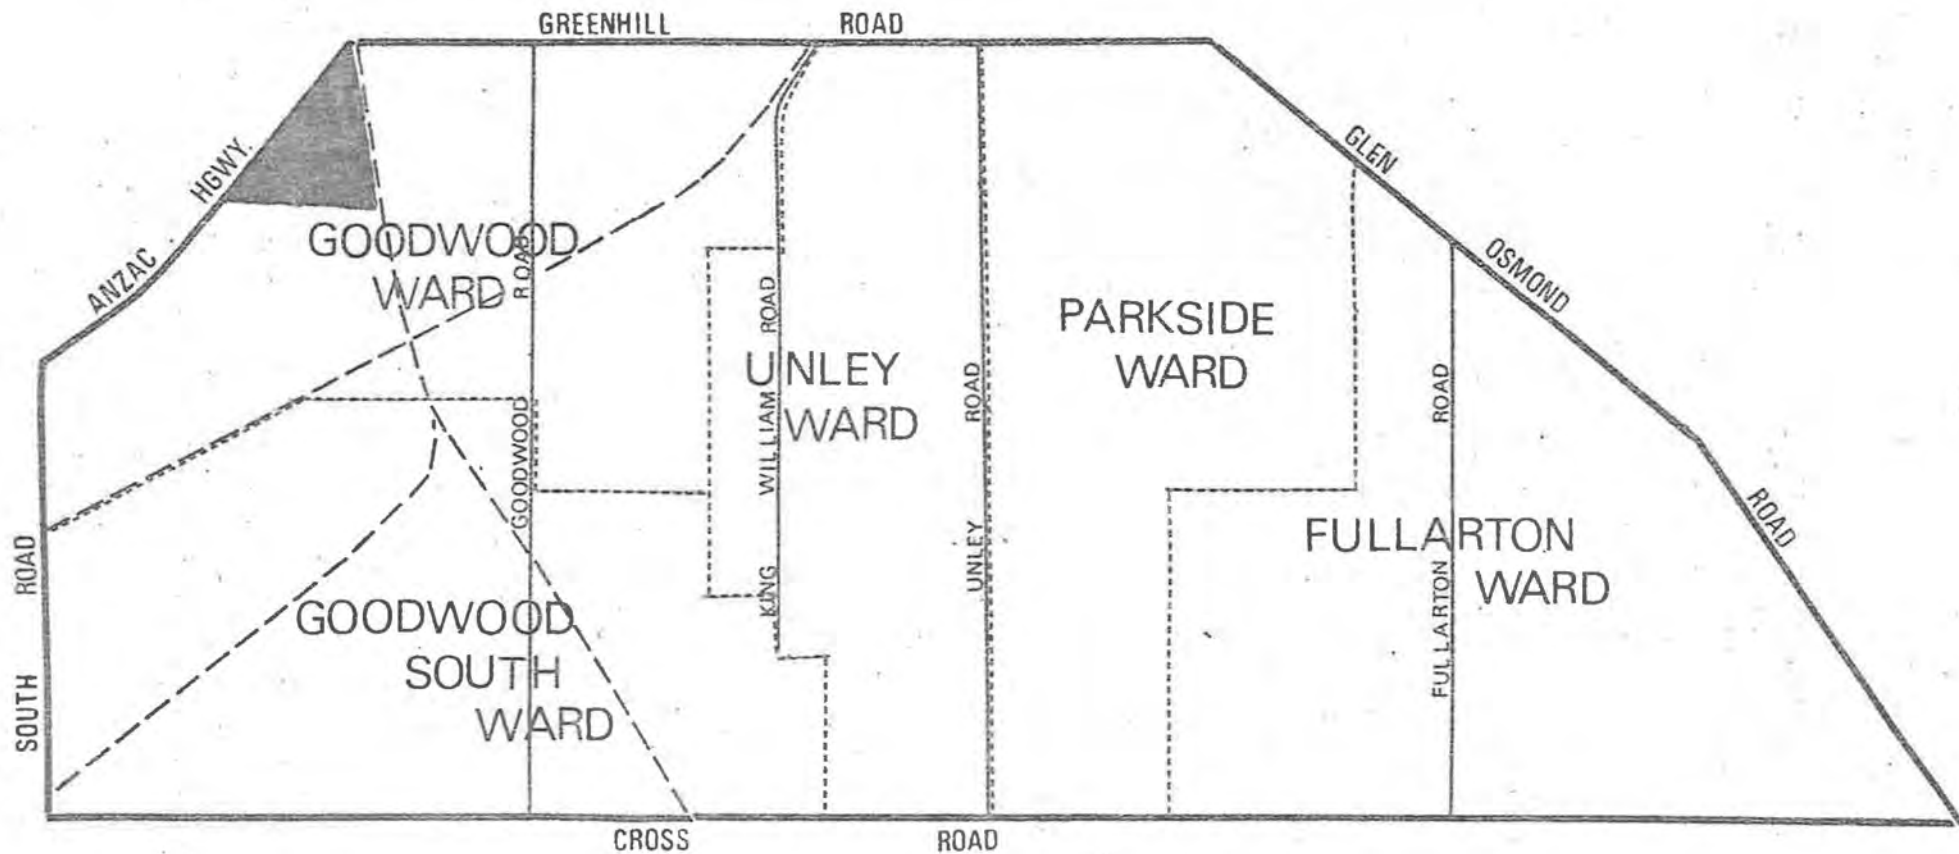 GREENHILL ROAD
ANZAC HGWY.
GLEN OSMOND ROAD
GOODWOOD
WARD
GOODWOOD ROAD
KING WILLIAM ROAD
UNLEY
WARD
UNLEY ROAD
PARKSIDE
WARD
FULLARTON ROAD
FULLARTON
WARD
SOUTH ROAD
GOODWOOD
SOUTH
WARD
CROSS ROAD